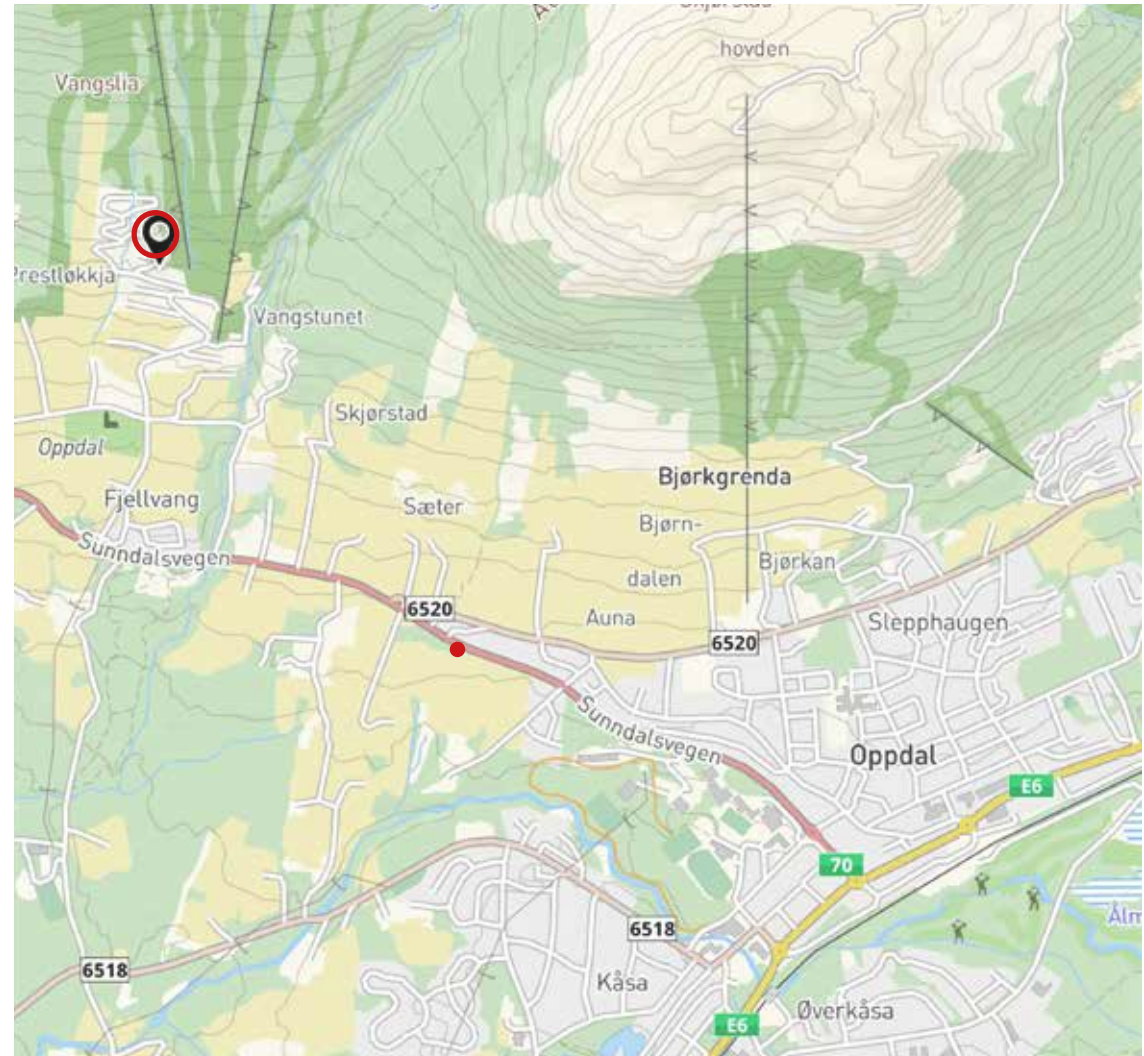 hovden
Vangslia
Prestløkkja
Vangstunet
Skjørstad
Oppdal
Fjellvang
Sæter
Bjørkgrenda
Bjørn-
dalen
Bjørkan
Sunndalsvegen
6520
Auna
6520
Slepphaugen
Sunndalsvegen
Oppdal
E6
70
6518
6518
Kåsa
Øverkåsa
E6